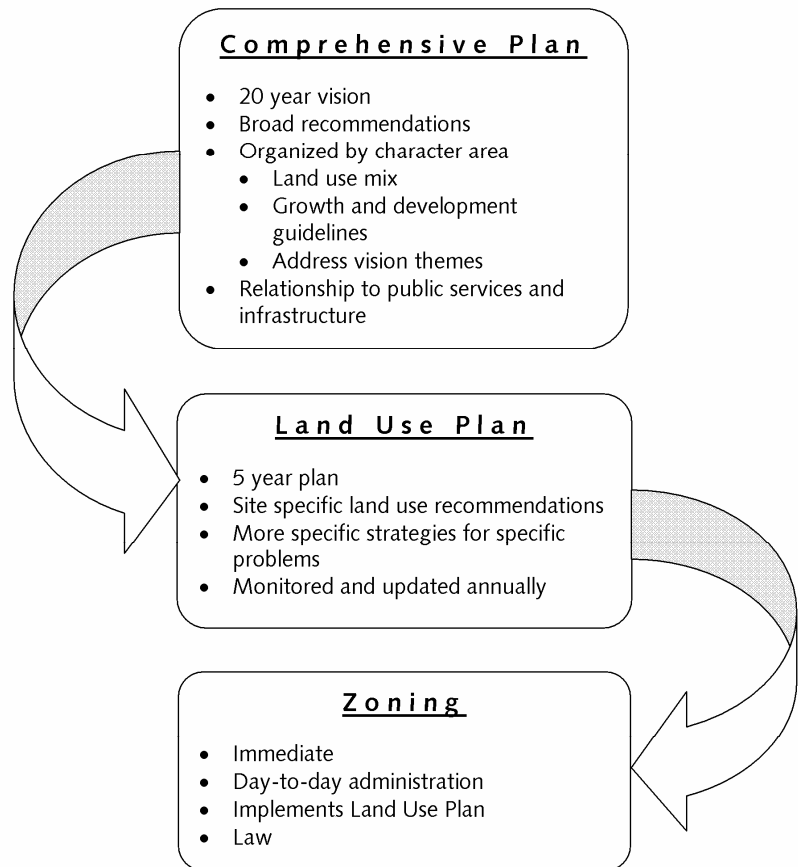 Comprehensive Plan
• 20 year vision
• Broad recommendations
• Organized by character area
• Land use mix
• Growth and development
guidelines
• Address vision themes
• Relationship to public services and
infrastructure
Land Use Plan
• 5 year plan
• Site specific land use recommendations
• More specific strategies for specific
problems
• Monitored and updated annually
Zoning
• Immediate
• Day-to-day administration
• Implements Land Use Plan
• Law